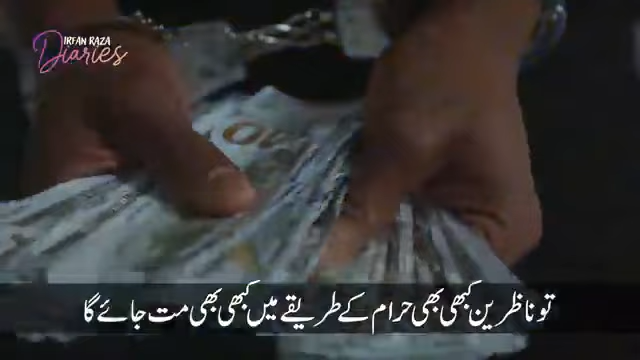 IRFAN RAZA
Diaries
تو ناظرین کبھی بھی حرام کے طریقے میں کبھی بھی مت جائے گا